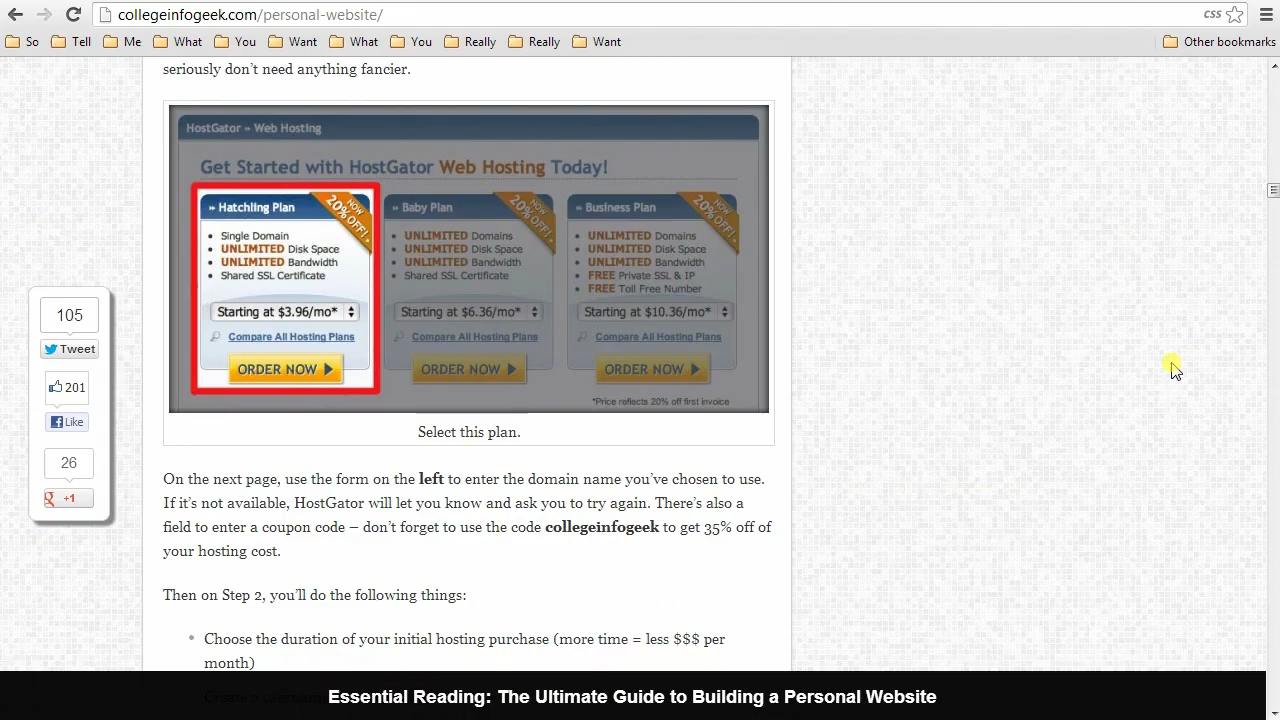 collegeinfogeek.com/personal-website/
CSS
So Tell Me What You Want What You Really Really Want Other bookmarks
seriously don't need anything fancier.
HostGator » Web Hosting
Get Started with HostGator Web Hosting Today!
» Hatchling Plan
NOW 20% OFF!
Single Domain
UNLIMITED Disk Space
UNLIMITED Bandwidth
Shared SSL Certificate
Starting at $3.96/mo*
Compare All Hosting Plans
ORDER NOW
» Baby Plan
NOW 20% OFF!
UNLIMITED Domains
UNLIMITED Disk Space
UNLIMITED Bandwidth
Shared SSL Certificate
Starting at $6.36/mo*
Compare All Hosting Plans
ORDER NOW
» Business Plan
NOW 20% OFF!
UNLIMITED Domains
UNLIMITED Disk Space
UNLIMITED Bandwidth
FREE Private SSL & IP
FREE Toll Free Number
Starting at $10.36/mo*
Compare All Hosting Plans
ORDER NOW
*Price reflects 20% off first invoice
Select this plan.
105
Tweet
201
Like
26
+1
On the next page, use the form on the left to enter the domain name you've chosen to use.
If it's not available, HostGator will let you know and ask you to try again. There's also a
field to enter a coupon code – don't forget to use the code collegeinfogeek to get 35% off of
your hosting cost.
Then on Step 2, you'll do the following things:
Choose the duration of your initial hosting purchase (more time = less $$$ per
month)
Essential Reading: The Ultimate Guide to Building a Personal Website